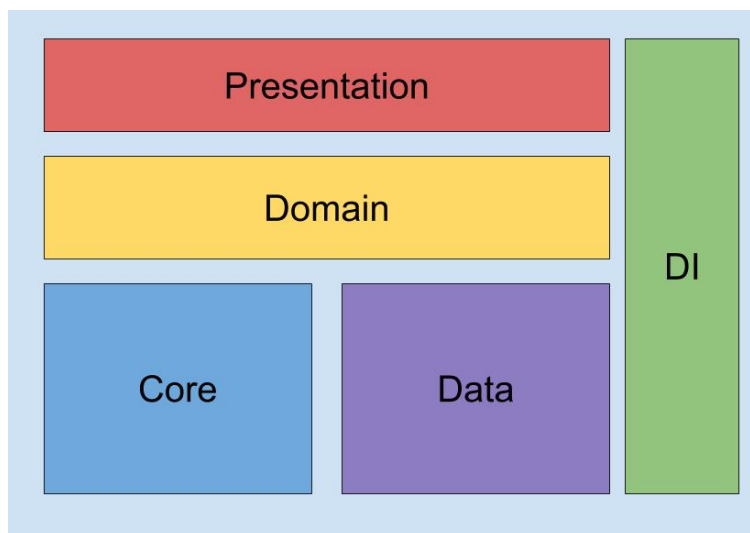 Presentation
Domain
DI
Core
Data